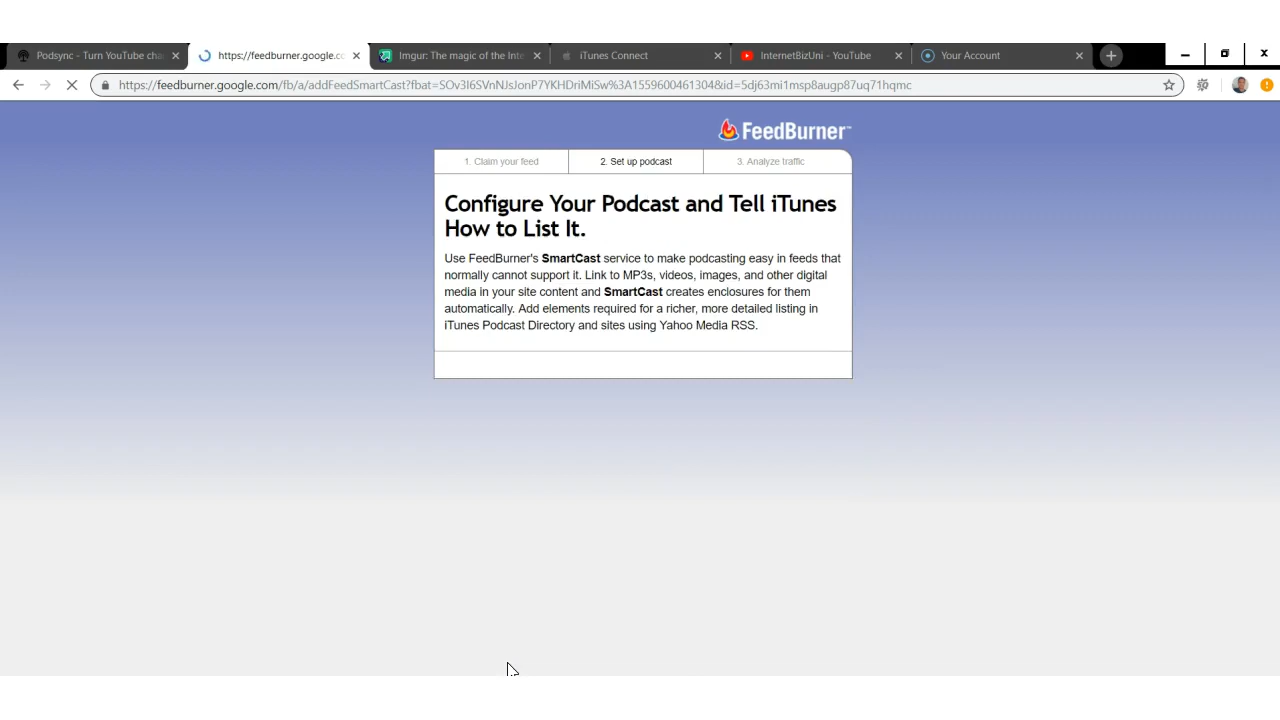 Podsync - Turn YouTube cha
https://feedburner.google.co
Imgur: The magic of the Inte
iTunes Connect
InternetBizUni - YouTube
Your Account
https://feedburner.google.com/fb/a/addFeedSmartCast?fbat=SOv3I6SVnNJsJonP7YKHDriMiSw%3A1559600461304&id=5dj63mi1msp8augp87uq71hqmc
FeedBurner™
1. Claim your feed
2. Set up podcast
3. Analyze traffic
Configure Your Podcast and Tell iTunes
How to List It.
Use FeedBurner's SmartCast service to make podcasting easy in feeds that
normally cannot support it. Link to MP3s, videos, images, and other digital
media in your site content and SmartCast creates enclosures for them
automatically. Add elements required for a richer, more detailed listing in
iTunes Podcast Directory and sites using Yahoo Media RSS.